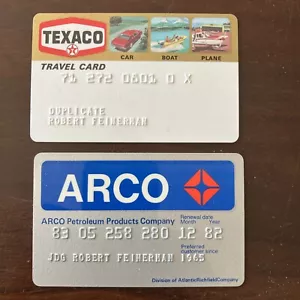 TEXACO
CAR BOAT PLANE
TRAVEL CARD
71 272 0601 0 X
DUPLICATE
ROBERT FEINERMAN
ARCO
ARCO Petroleum Products Company
Renewal date
Month Year
83 05 258 280 12 82
Preferred
customer since
JDG ROBERT FEINERMAN 1965
Division of AtlanticRichfieldCompany